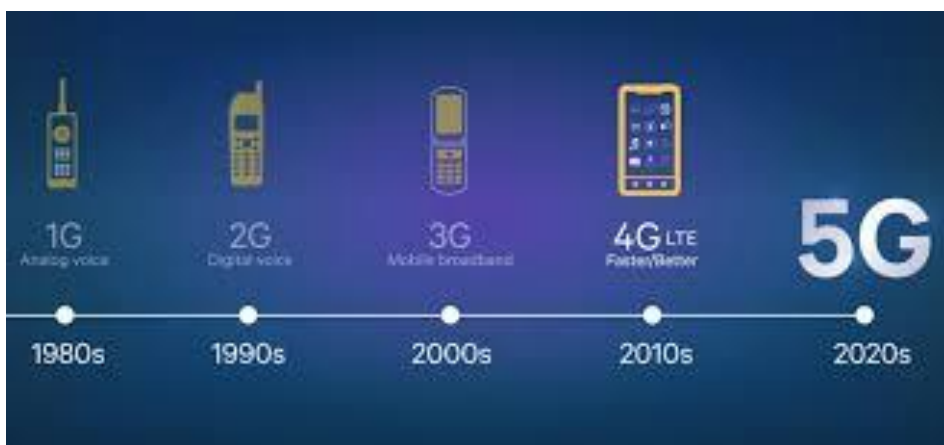 1G
Analog voice
2G
Digital voice
3G
Mobile broadband
4G LTE
Faster/Better
5G
1980s
1990s
2000s
2010s
2020s